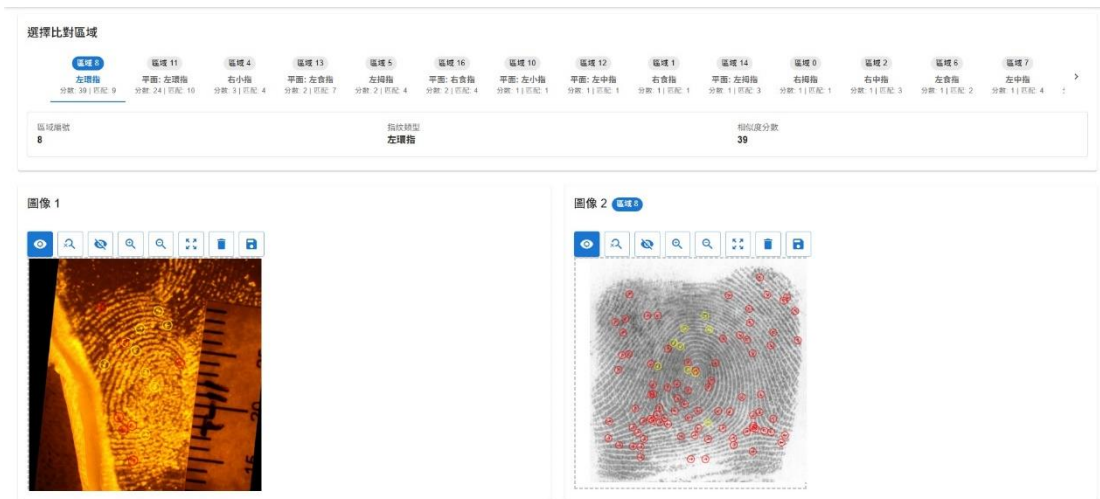 選擇比對區域
區域 8 區域 11 區域 4 區域 13 區域 5 區域 16 區域 10 區域 12 區域 1 區域 14 區域 0 區域 2 區域 6 區域 7
左環指 平面: 左環指 右小指 平面: 左食指 左拇指 平面: 右食指 平面: 左小指 平面: 左中指 右食指 平面: 左拇指 右拇指 右中指 左食指 左中指
分數: 39 | 匹配: 9 分數: 24 | 匹配: 10 分數: 3 | 匹配: 4 分數: 2 | 匹配: 7 分數: 2 | 匹配: 4 分數: 2 | 匹配: 4 分數: 1 | 匹配: 1 分數: 1 | 匹配: 1 分數: 1 | 匹配: 1 分數: 1 | 匹配: 3 分數: 1 | 匹配: 1 分數: 1 | 匹配: 3 分數: 1 | 匹配: 2 分數: 1 | 匹配: 4
區域編號 指紋類型 相似度分數
8 左環指 39
圖像 1 圖像 2 區域 8
20
15